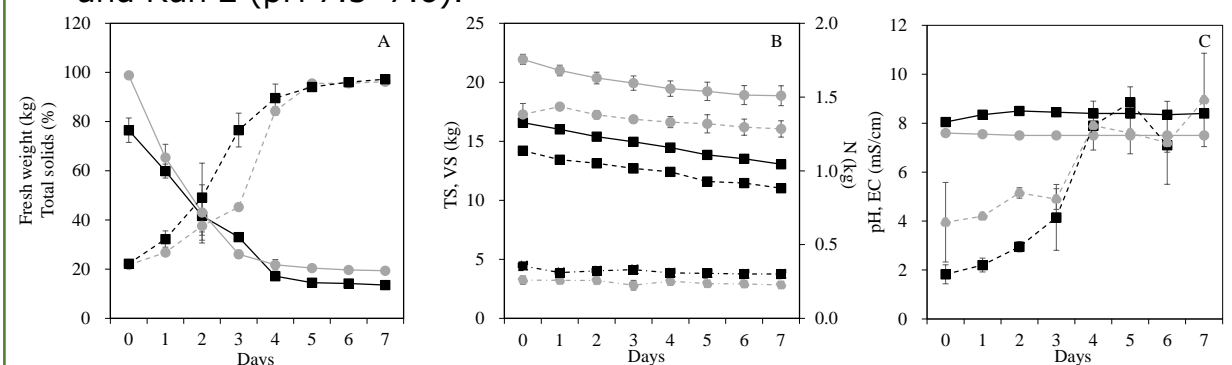 and Run 2 (pH 7.5–7.6).
A
Fresh weight (kg)
Total solids (%)
120
100
80
60
40
20
0
0 1 2 3 4 5 6 7
Days
B
TS, VS (kg)
25
20
15
10
5
0
2.0
1.5
1.0
0.5
0.0
N (kg)
0 1 2 3 4 5 6 7
Days
C
pH, EC (mS/cm)
12
10
8
6
4
2
0
0 1 2 3 4 5 6 7
Days